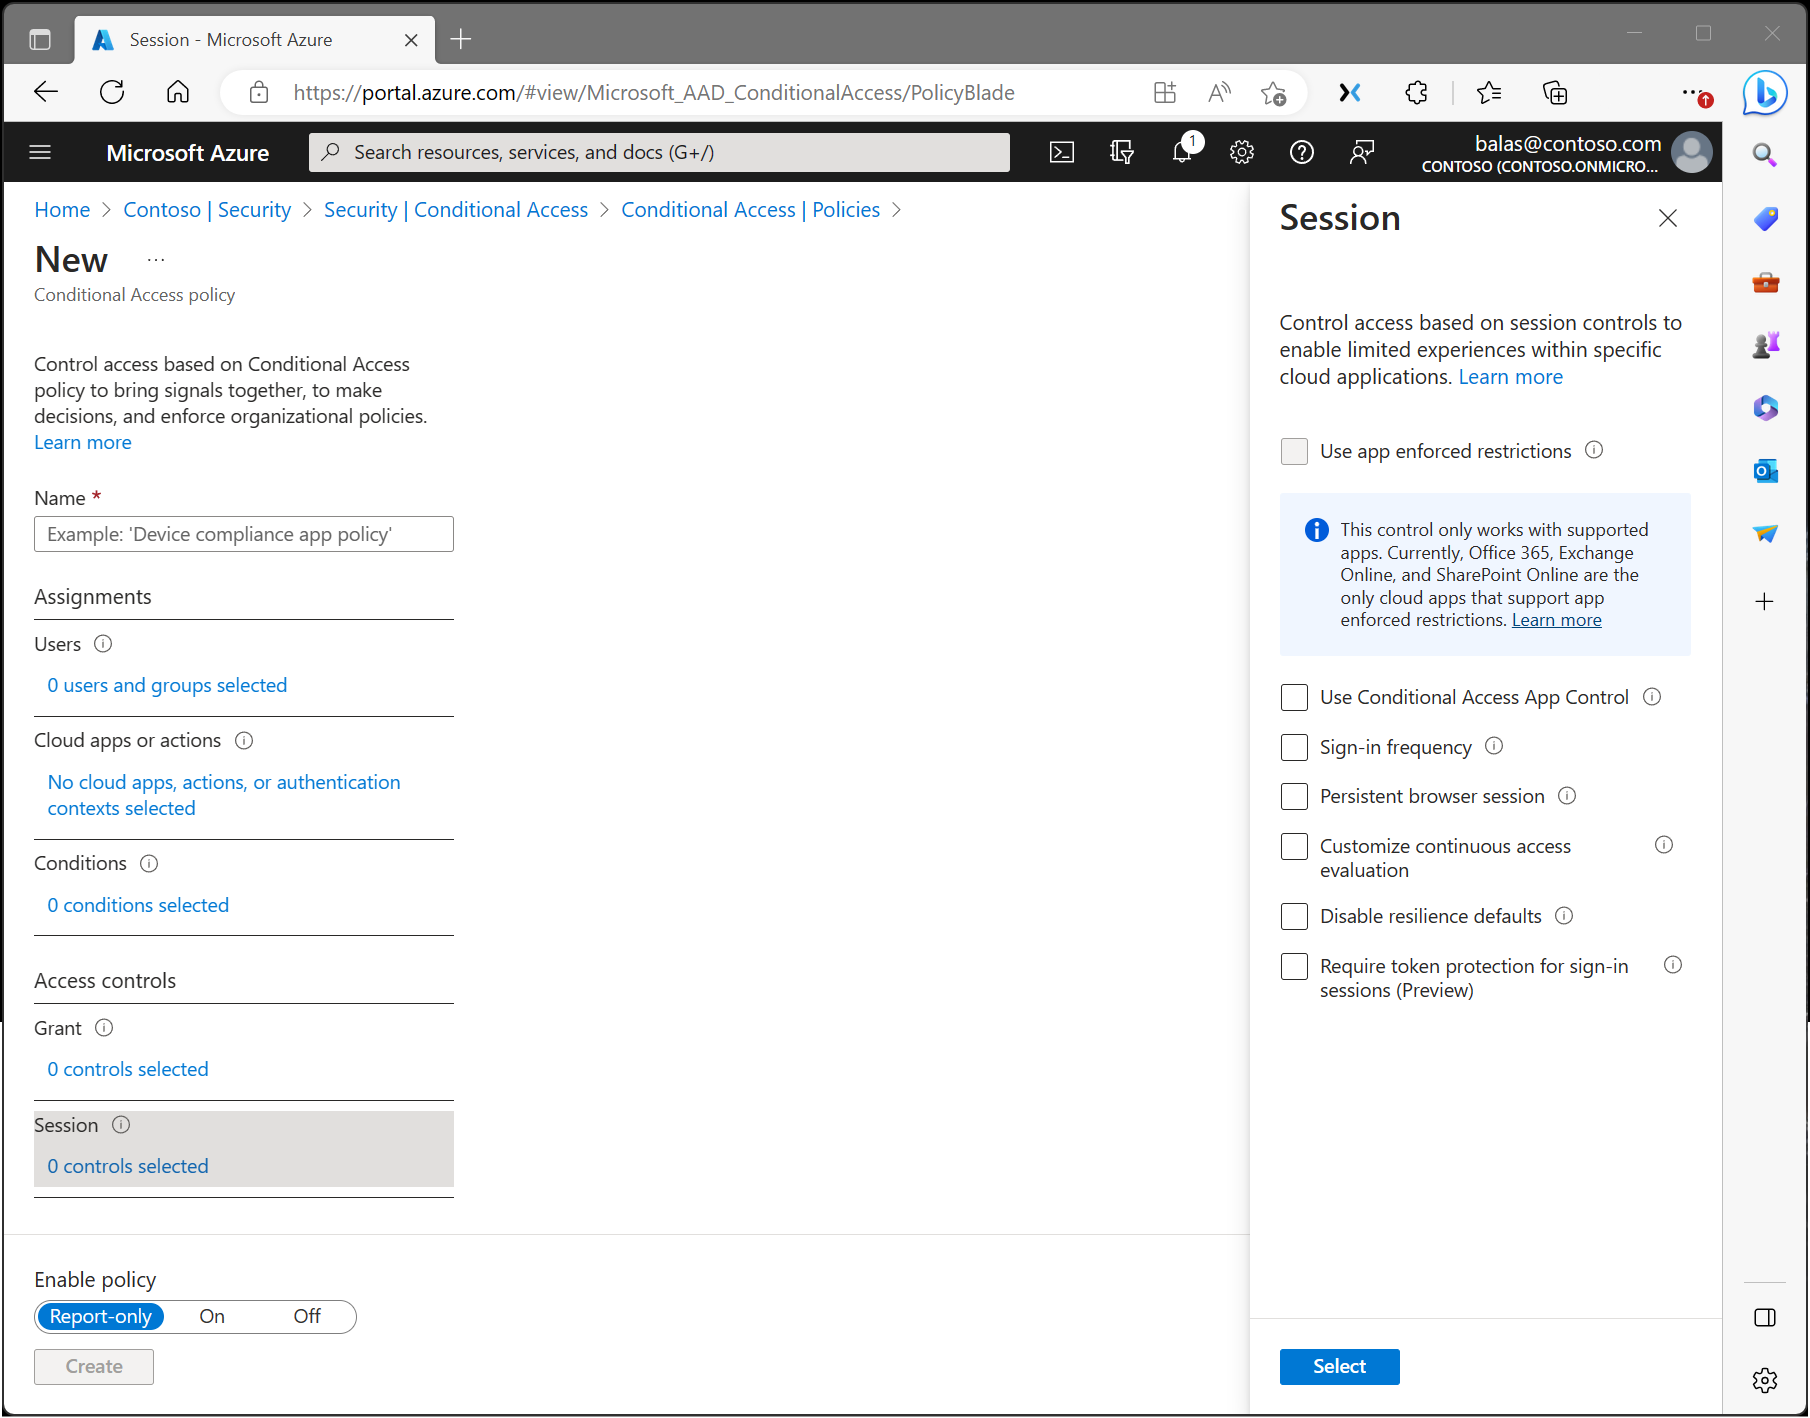 Session - Microsoft Azure
https://portal.azure.com/#view/Microsoft_AAD_ConditionalAccess/PolicyBlade
Microsoft Azure
Search resources, services, and docs (G+/)
1
balas@contoso.com
CONTOSO (CONTOSO.ONMICRO...
Home > Contoso | Security > Security | Conditional Access > Conditional Access | Policies >
New ...
Conditional Access policy
Control access based on Conditional Access
policy to bring signals together, to make
decisions, and enforce organizational policies.
Learn more
Name *
Example: 'Device compliance app policy'
Assignments
Users
0 users and groups selected
Cloud apps or actions
No cloud apps, actions, or authentication
contexts selected
Conditions
0 conditions selected
Access controls
Grant
0 controls selected
Session
0 controls selected
Enable policy
Report-only On Off
Create
Session
Control access based on session controls to
enable limited experiences within specific
cloud applications. Learn more
Use app enforced restrictions
This control only works with supported
apps. Currently, Office 365, Exchange
Online, and SharePoint Online are the
only cloud apps that support app
enforced restrictions. Learn more
Use Conditional Access App Control
Sign-in frequency
Persistent browser session
Customize continuous access
evaluation
Disable resilience defaults
Require token protection for sign-in
sessions (Preview)
Select